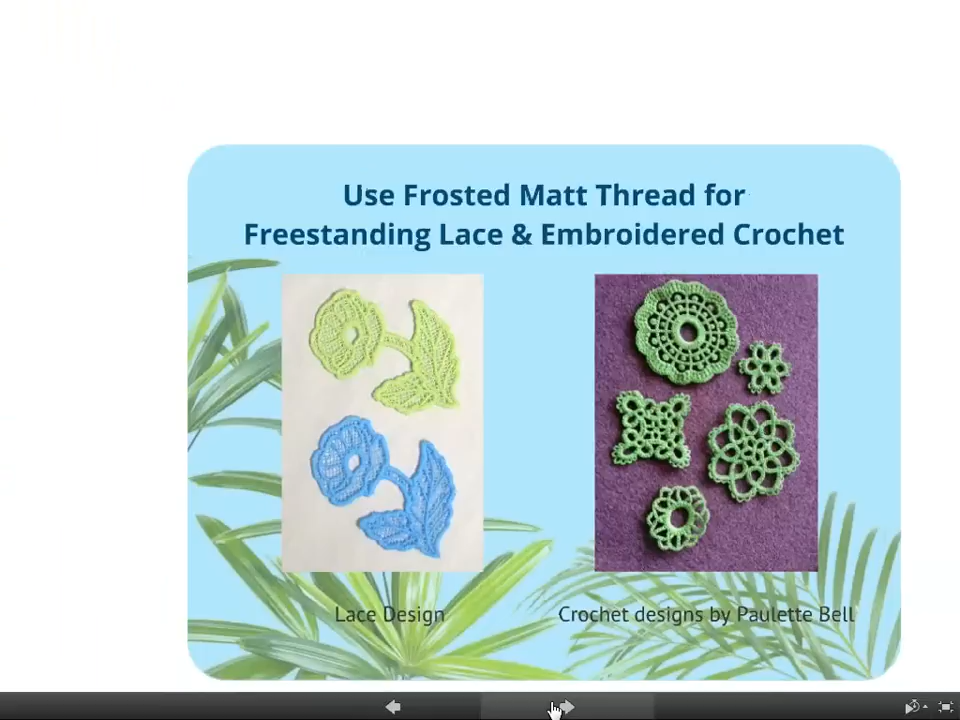 Use Frosted Matt Thread for
Freestanding Lace & Embroidered Crochet
Lace Design
Crochet designs by Paulette Bell